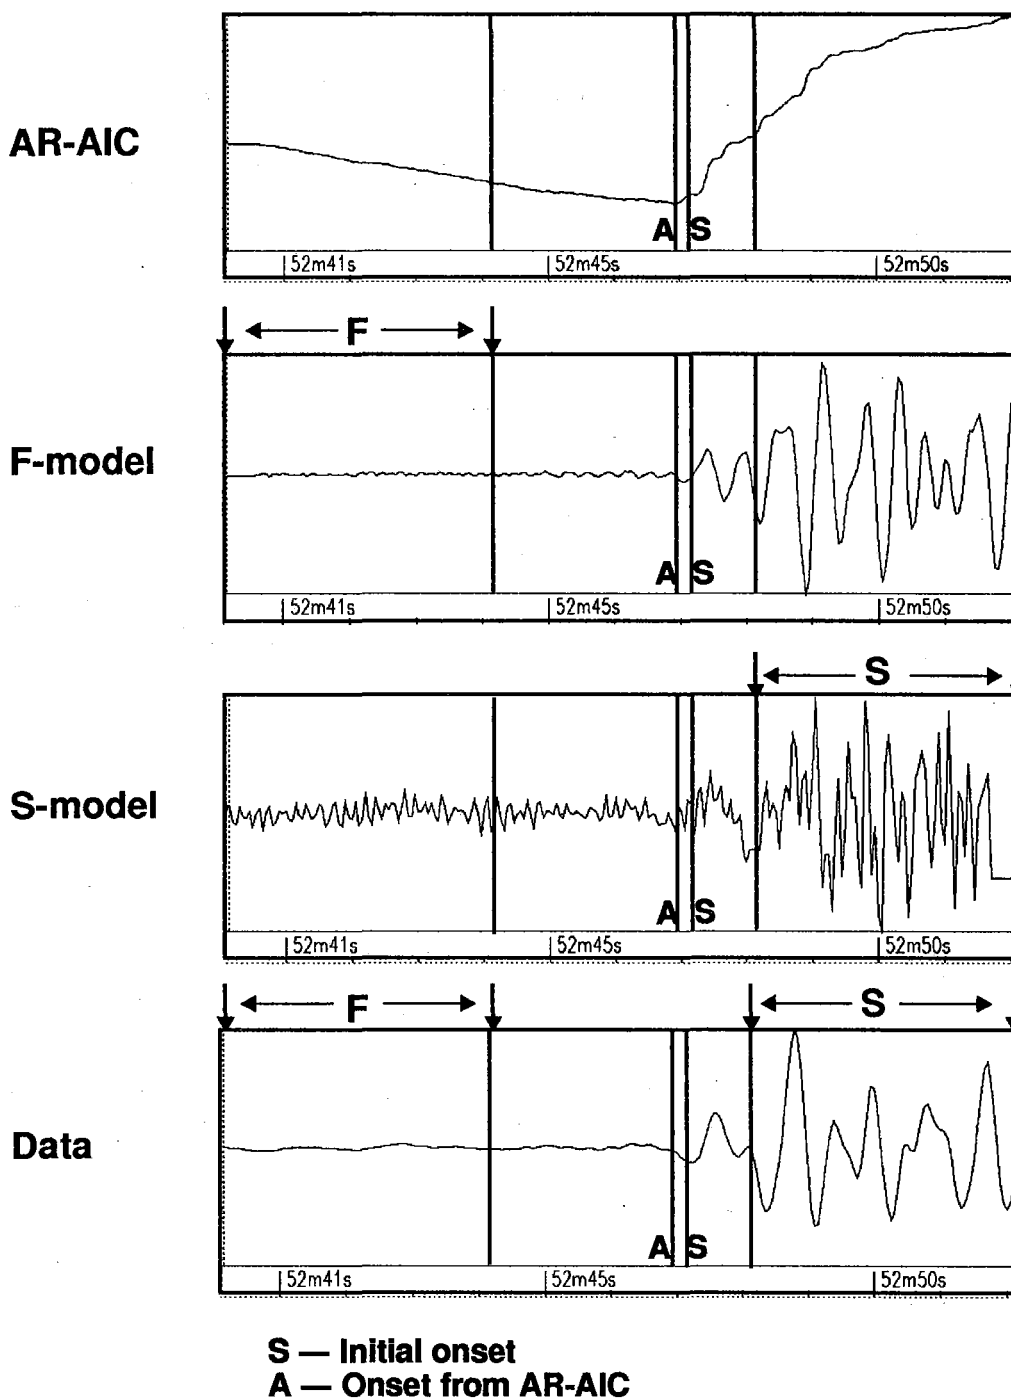 AR-AIC
A S
52m41s 52m45s 52m50s
F
F-model
A S
52m41s 52m45s 52m50s
S
S-model
A S
52m41s 52m45s 52m50s
F S
Data
A S
52m41s 52m45s 52m50s
S — Initial onset
A — Onset from AR-AIC